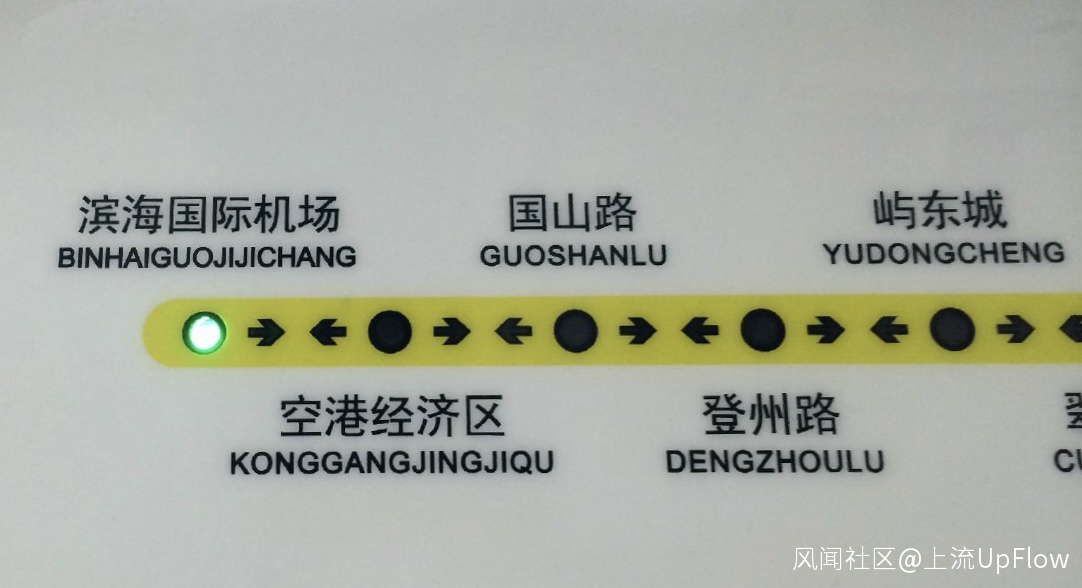 滨海国际机场
BINHAIGUOJIJICHANG
国山路
GUOSHANLU
屿东城
YUDONGCHENG
空港经济区
KONGGANGJINGJIQU
登州路
DENGZHOULU
风闻社区@上流UpFlow